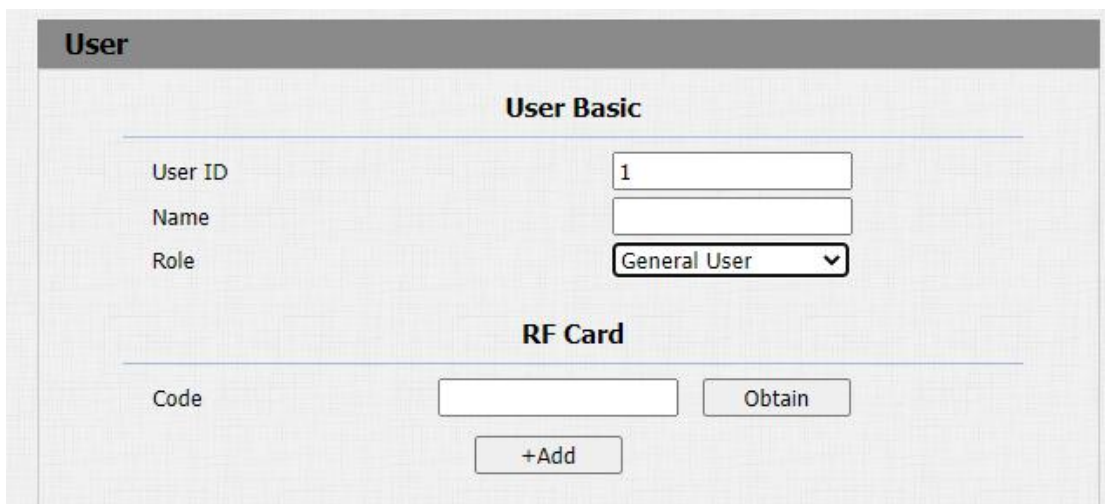 User
User Basic
User ID 1
Name
Role General User
RF Card
Code Obtain
+Add